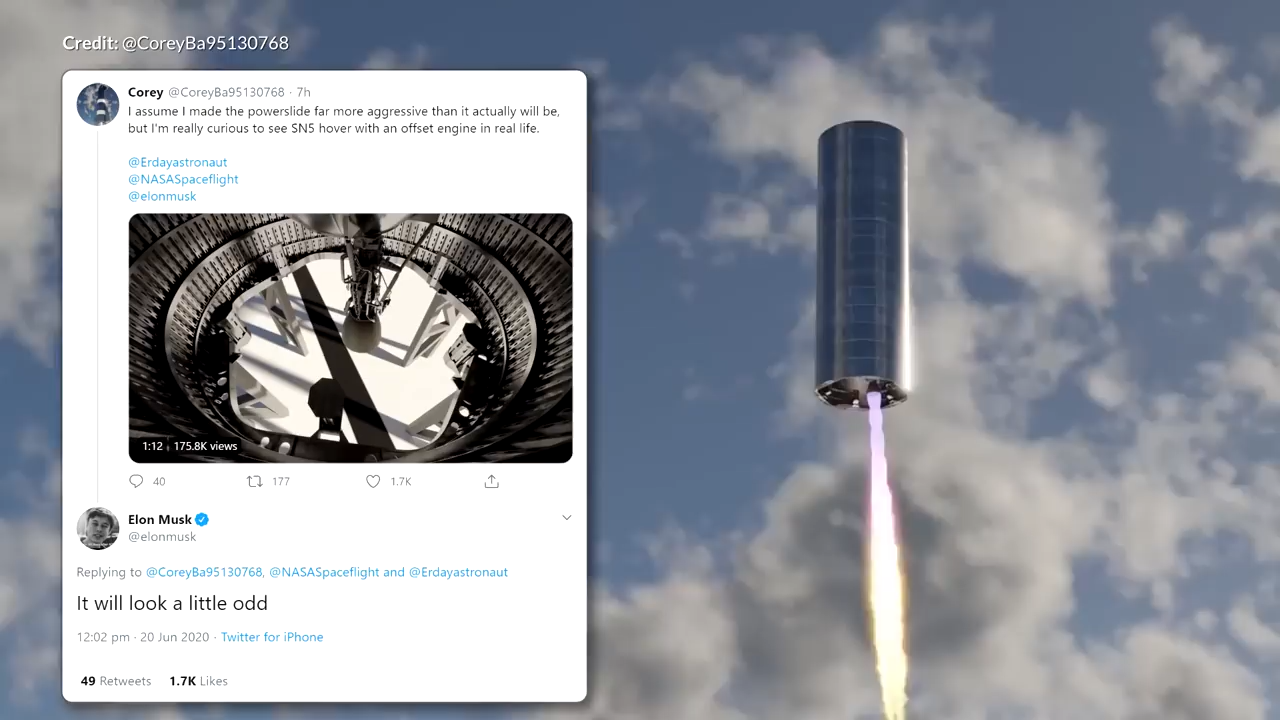 Credit: @CoreyBa95130768
Corey @CoreyBa95130768 · 7h
I assume I made the powerslide far more aggressive than it actually will be,
but I'm really curious to see SN5 hover with an offset engine in real life.
@Erdayastronaut
@NASASpaceflight
@elonmusk
1:12 175.8K views
40 177 1.7K
Elon Musk
@elonmusk
Replying to @CoreyBa95130768, @NASASpaceflight and @Erdayastronaut
It will look a little odd
12:02 pm · 20 Jun 2020 · Twitter for iPhone
49 Retweets 1.7K Likes